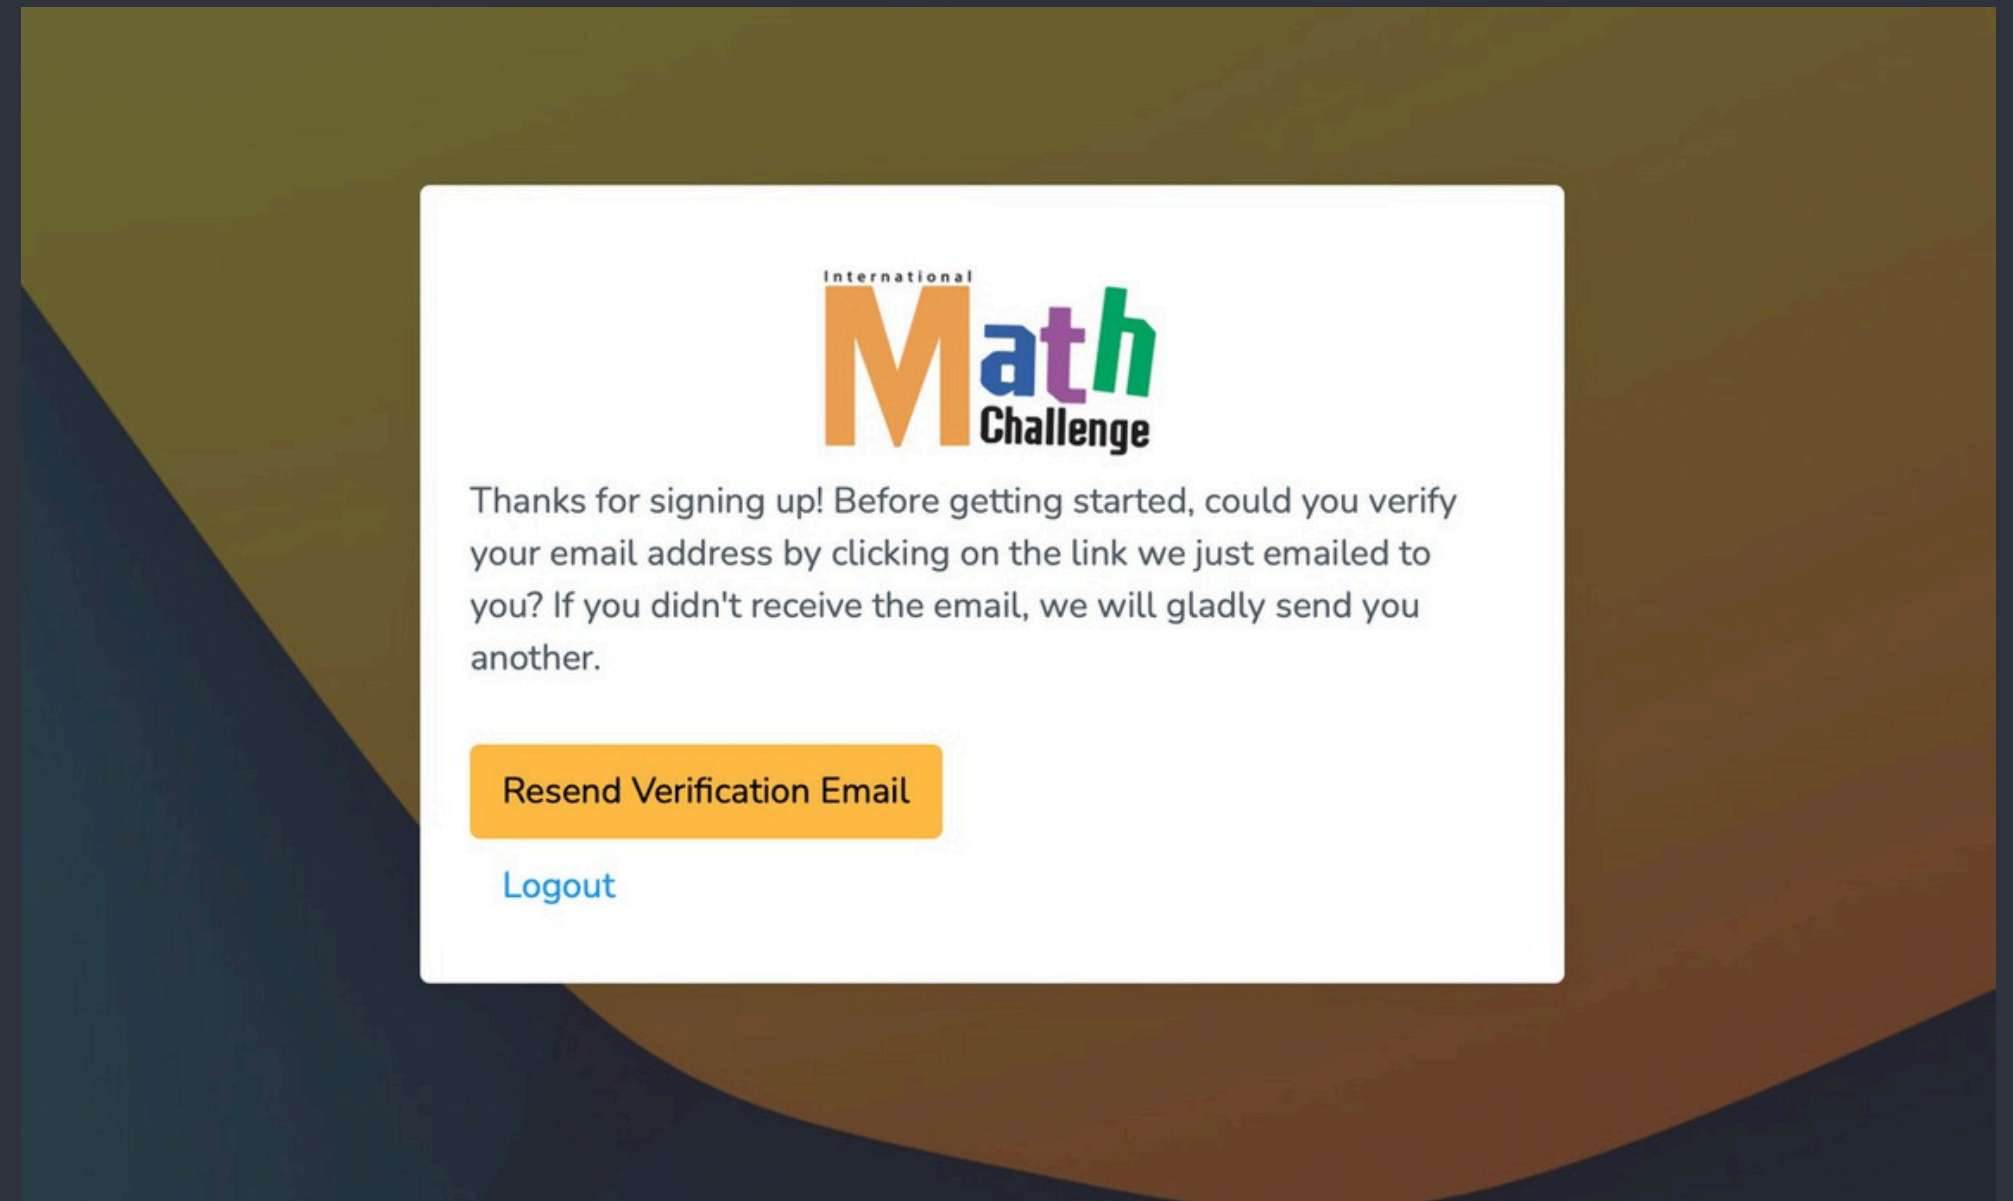 International
Math
Challenge
Thanks for signing up! Before getting started, could you verify
your email address by clicking on the link we just emailed to
you? If you didn't receive the email, we will gladly send you
another.
Resend Verification Email
Logout